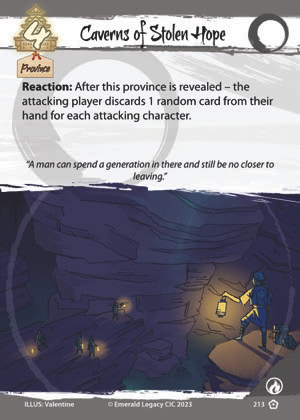 Caverns of Stolen Hope
4
Province
Reaction: After this province is revealed – the
attacking player discards 1 random card from their
hand for each attacking character.
"A man can spend a generation in there and still be no closer to
leaving."
ILLUS: Valentine © Emerald Legacy CIC 2023 213